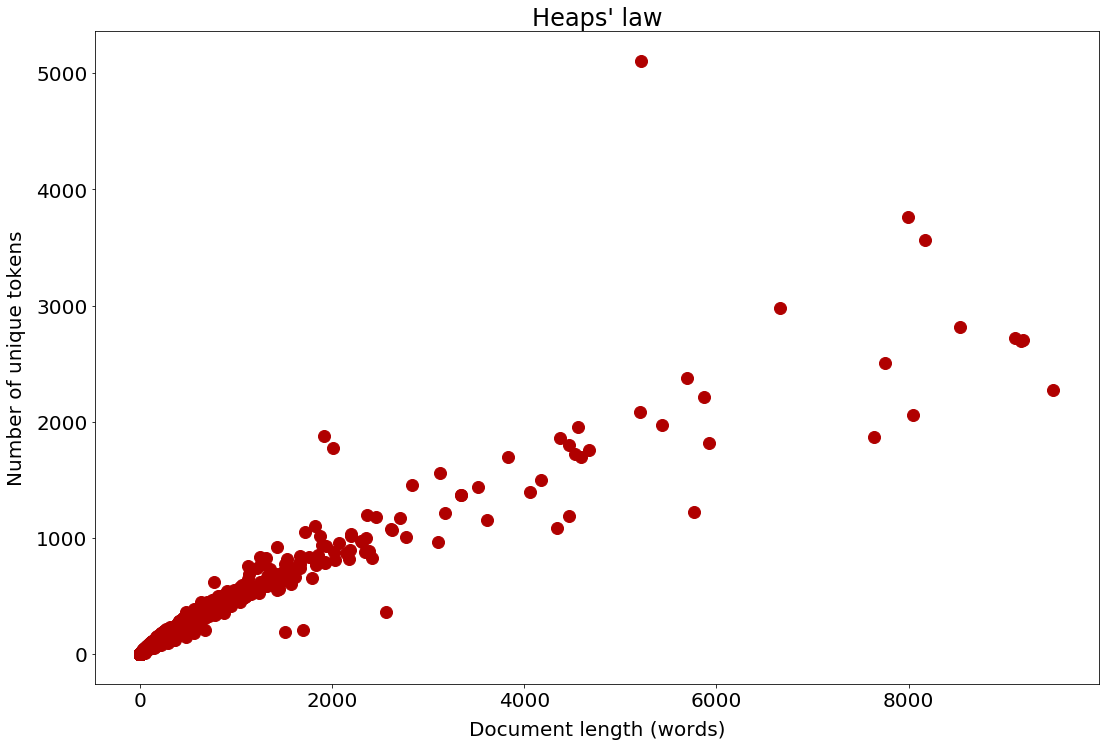 Heaps' law
Number of unique tokens
5000
4000
3000
2000
1000
0
0 2000 4000 6000 8000
Document length (words)